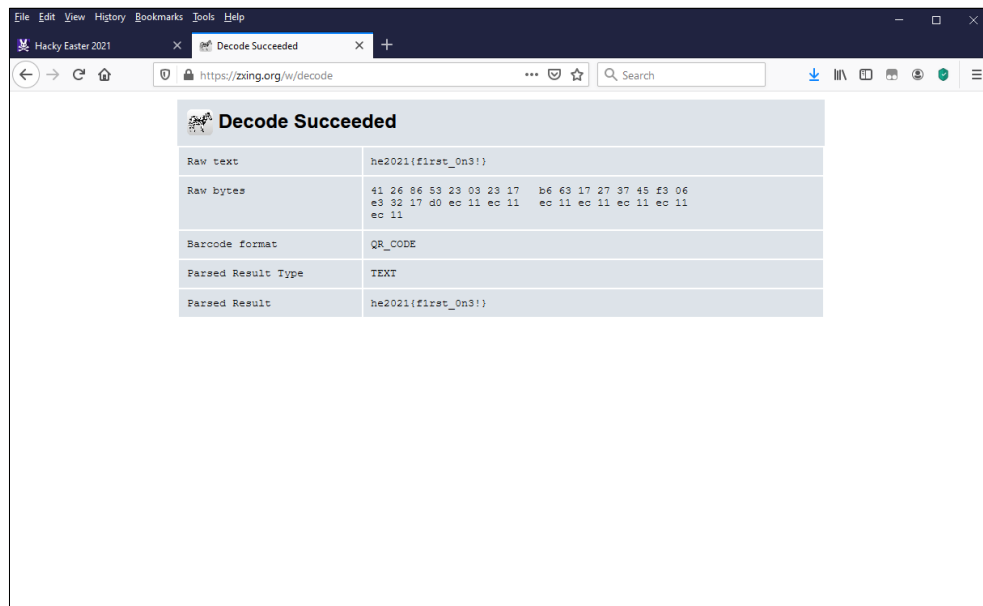 File Edit View History Bookmarks Tools Help
Hacky Easter 2021
Decode Succeeded
https://zxing.org/w/decode
Search
Decode Succeeded
Raw text he2021{f1rst_0n3!}
Raw bytes 41 26 86 53 23 03 23 17 b6 63 17 27 37 45 f3 06
e3 32 17 d0 ec 11 ec 11 ec 11 ec 11 ec 11 ec 11
ec 11
Barcode format QR_CODE
Parsed Result Type TEXT
Parsed Result he2021{f1rst_0n3!}